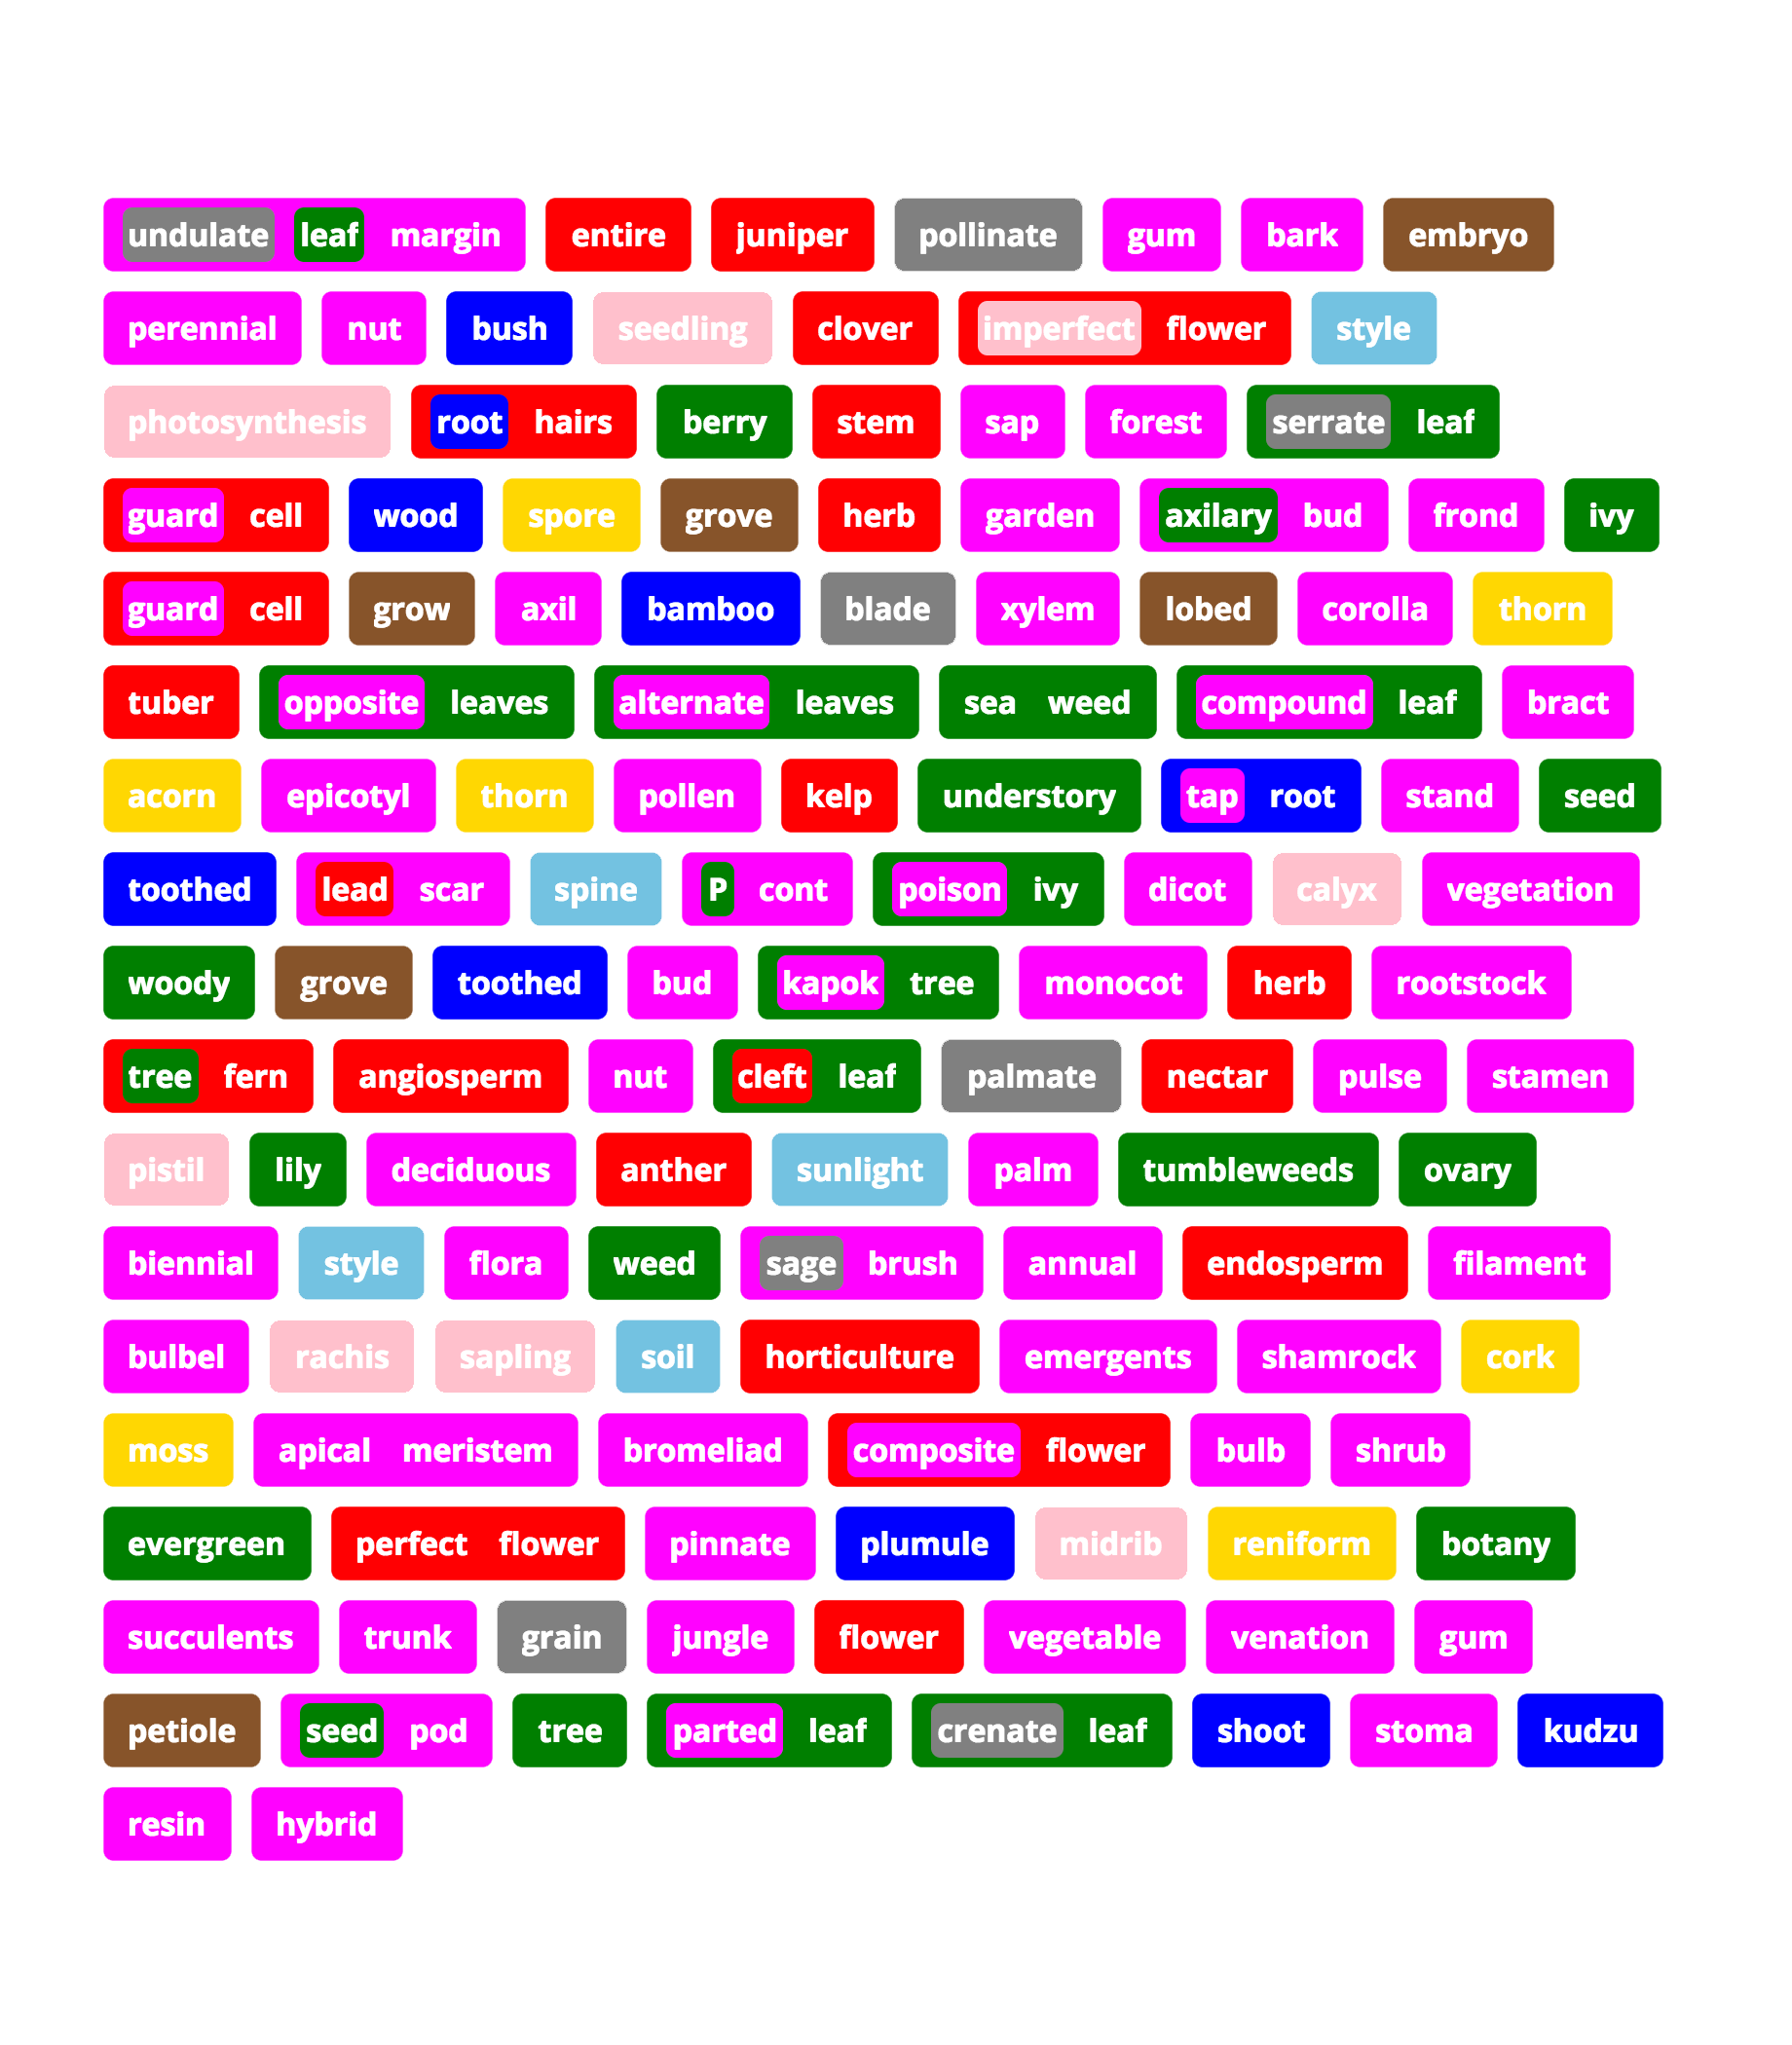 undulate leaf margin entire juniper pollinate gum bark embryo
perennial nut bush seedling clover imperfect flower style
photosynthesis root hairs berry stem sap forest serrate leaf
guard cell wood spore grove herb garden axilary bud frond ivy
guard cell grow axil bamboo blade xylem lobed corolla thorn
tuber opposite leaves alternate leaves sea weed compound leaf bract
acorn epicotyl thorn pollen kelp understory tap root stand seed
toothed lead scar spine P cont poison ivy dicot calyx vegetation
woody grove toothed bud kapok tree monocot herb rootstock
tree fern angiosperm nut cleft leaf palmate nectar pulse stamen
pistil lily deciduous anther sunlight palm tumbleweeds ovary
biennial style flora weed sage brush annual endosperm filament
bulbel rachis sapling soil horticulture emergents shamrock cork
moss apical meristem bromeliad composite flower bulb shrub
evergreen perfect flower pinnate plumule midrib reniform botany
succulents trunk grain jungle flower vegetable venation gum
petiole seed pod tree parted leaf crenate leaf shoot stoma kudzu
resin hybrid